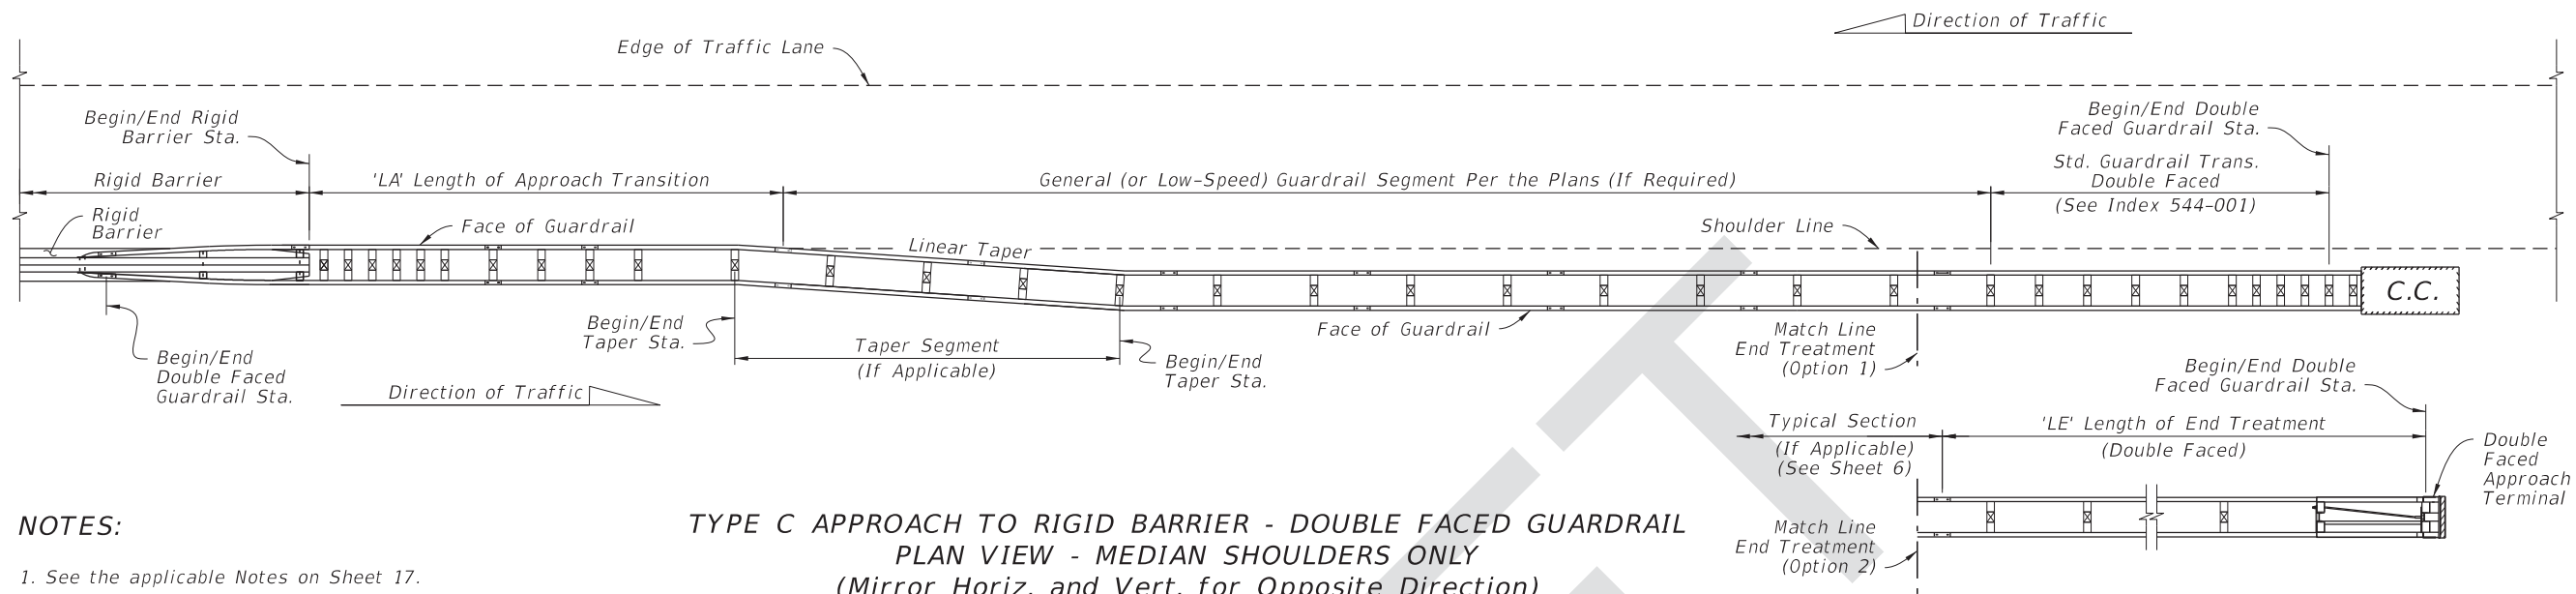 Direction of Traffic
Edge of Traffic Lane
Begin/End Rigid
Barrier Sta.
Begin/End Double
Faced Guardrail Sta.
Rigid Barrier
'LA' Length of Approach Transition
General (or Low-Speed) Guardrail Segment Per the Plans (If Required)
Std. Guardrail Trans.
Double Faced
(See Index 544-001)
Rigid
Barrier
Face of Guardrail
Linear Taper
Shoulder Line
C.C.
Begin/End
Double Faced
Guardrail Sta.
Direction of Traffic
Begin/End
Taper Sta.
Taper Segment
(If Applicable)
Begin/End
Taper Sta.
Face of Guardrail
Match Line
End Treatment
(Option 1)
Begin/End Double
Faced Guardrail Sta.
Typical Section
(If Applicable)
(See Sheet 6)
'LE' Length of End Treatment
(Double Faced)
Double
Faced
Approach
Terminal
Match Line
End Treatment
(Option 2)
NOTES:
1. See the applicable Notes on Sheet 17.
TYPE C APPROACH TO RIGID BARRIER - DOUBLE FACED GUARDRAIL
PLAN VIEW - MEDIAN SHOULDERS ONLY
(Mirror Horiz. and Vert. for Opposite Direction)